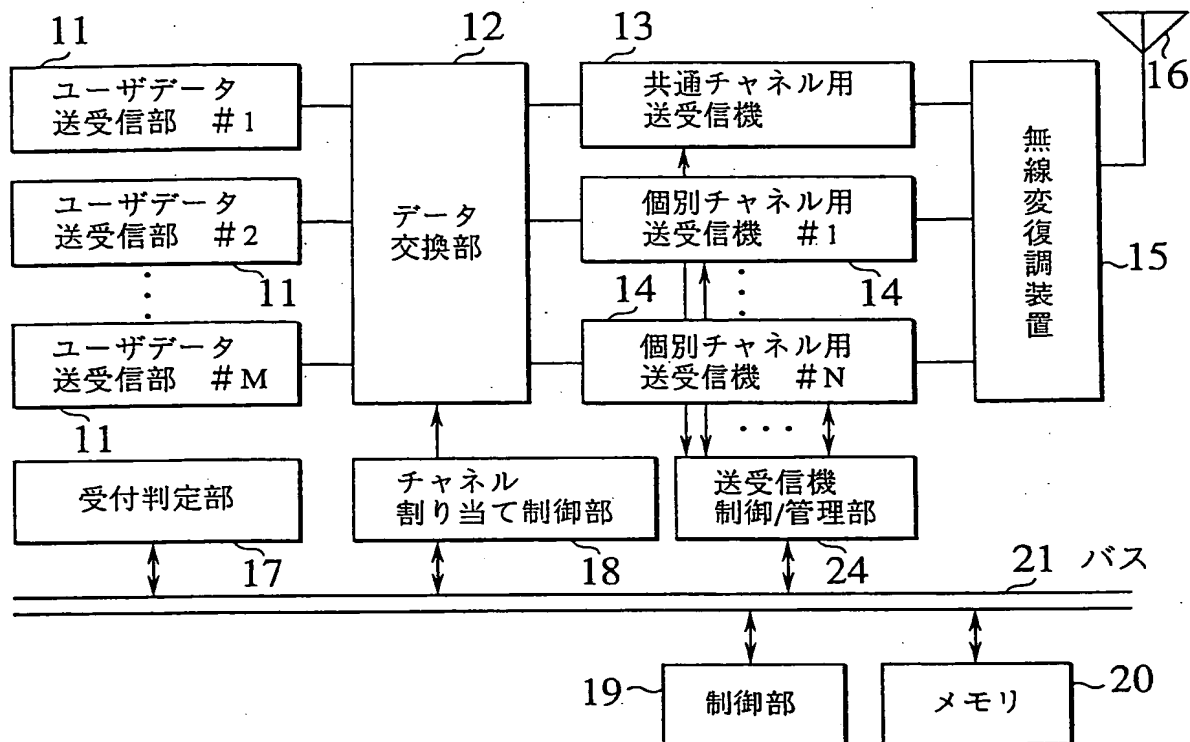 11
12
13
16
ユーザデータ
送受信部 #1
共通チャネル用
送受信機
無線変復調装置
ユーザデータ
送受信部 #2
データ
交換部
個別チャネル用
送受信機 #1
15
11
14
14
ユーザデータ
送受信部 #M
個別チャネル用
送受信機 #N
11
受付判定部
チャネル
割り当て制御部
送受信機
制御/管理部
17
18
24
21 バス
19
制御部
メモリ
20